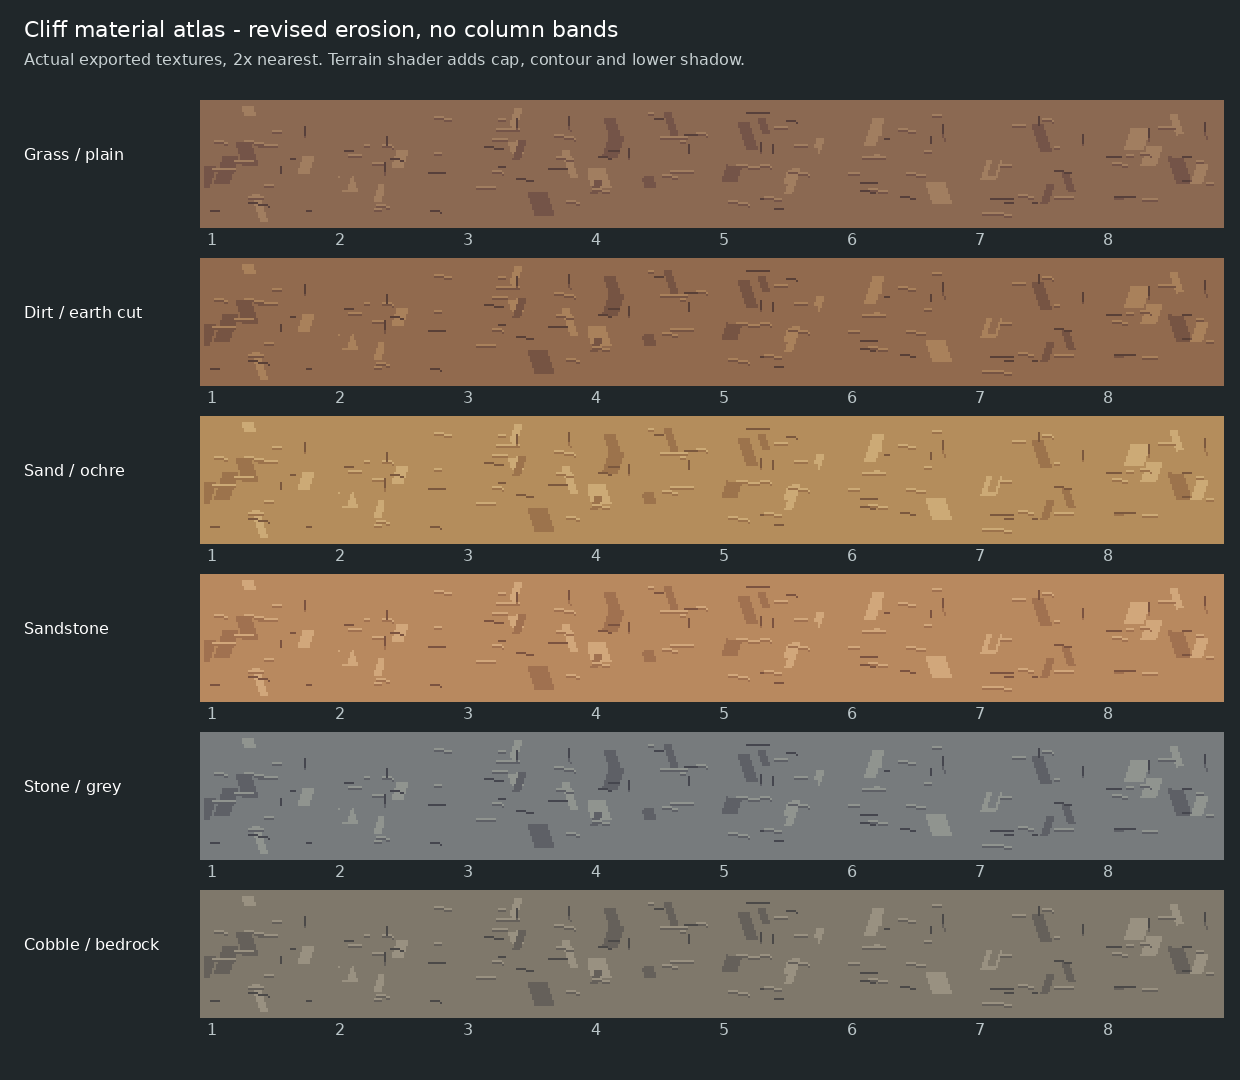 Cliff material atlas - revised erosion, no column bands
Actual exported textures, 2x nearest. Terrain shader adds cap, contour and lower shadow.
Grass / plain
1 2 3 4 5 6 7 8
Dirt / earth cut
1 2 3 4 5 6 7 8
Sand / ochre
1 2 3 4 5 6 7 8
Sandstone
1 2 3 4 5 6 7 8
Stone / grey
1 2 3 4 5 6 7 8
Cobble / bedrock
1 2 3 4 5 6 7 8